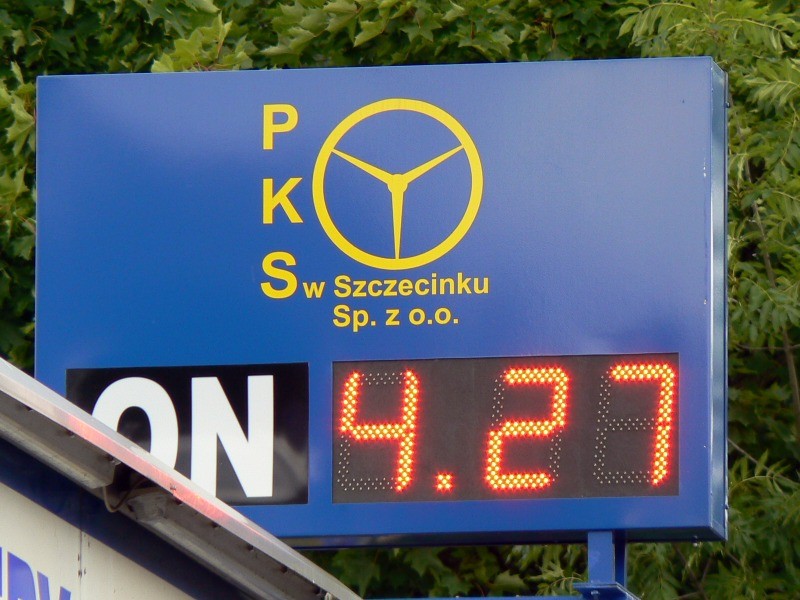 P
K
S w Szczecinku
Sp. z o.o.
ON 4.27